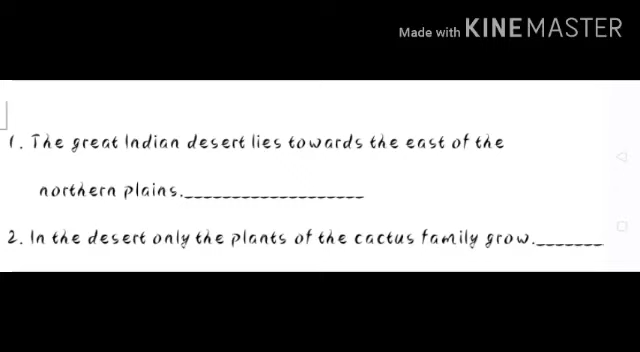 Made with KINEMASTER
1. The great Indian desert lies towards the east of the
northern plains.___________________
2. In the desert only the plants of the cactus family grow._______